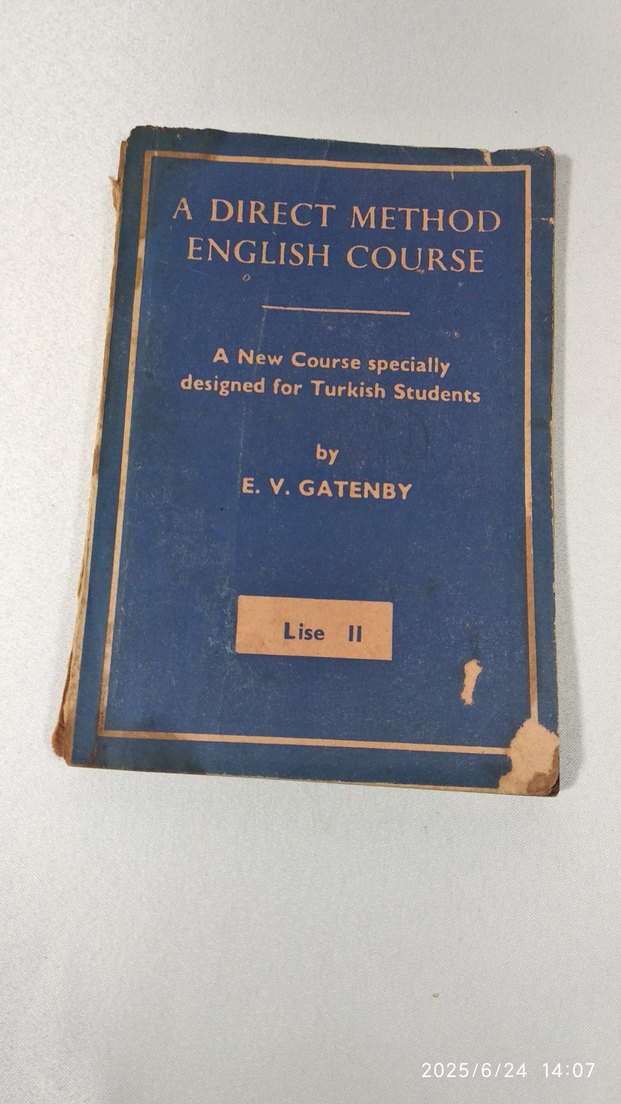 A DIRECT METHOD
ENGLISH COURSE
A New Course specially
designed for Turkish Students
by
E. V. GATENBY
Lise II
2025/6/24 14:07